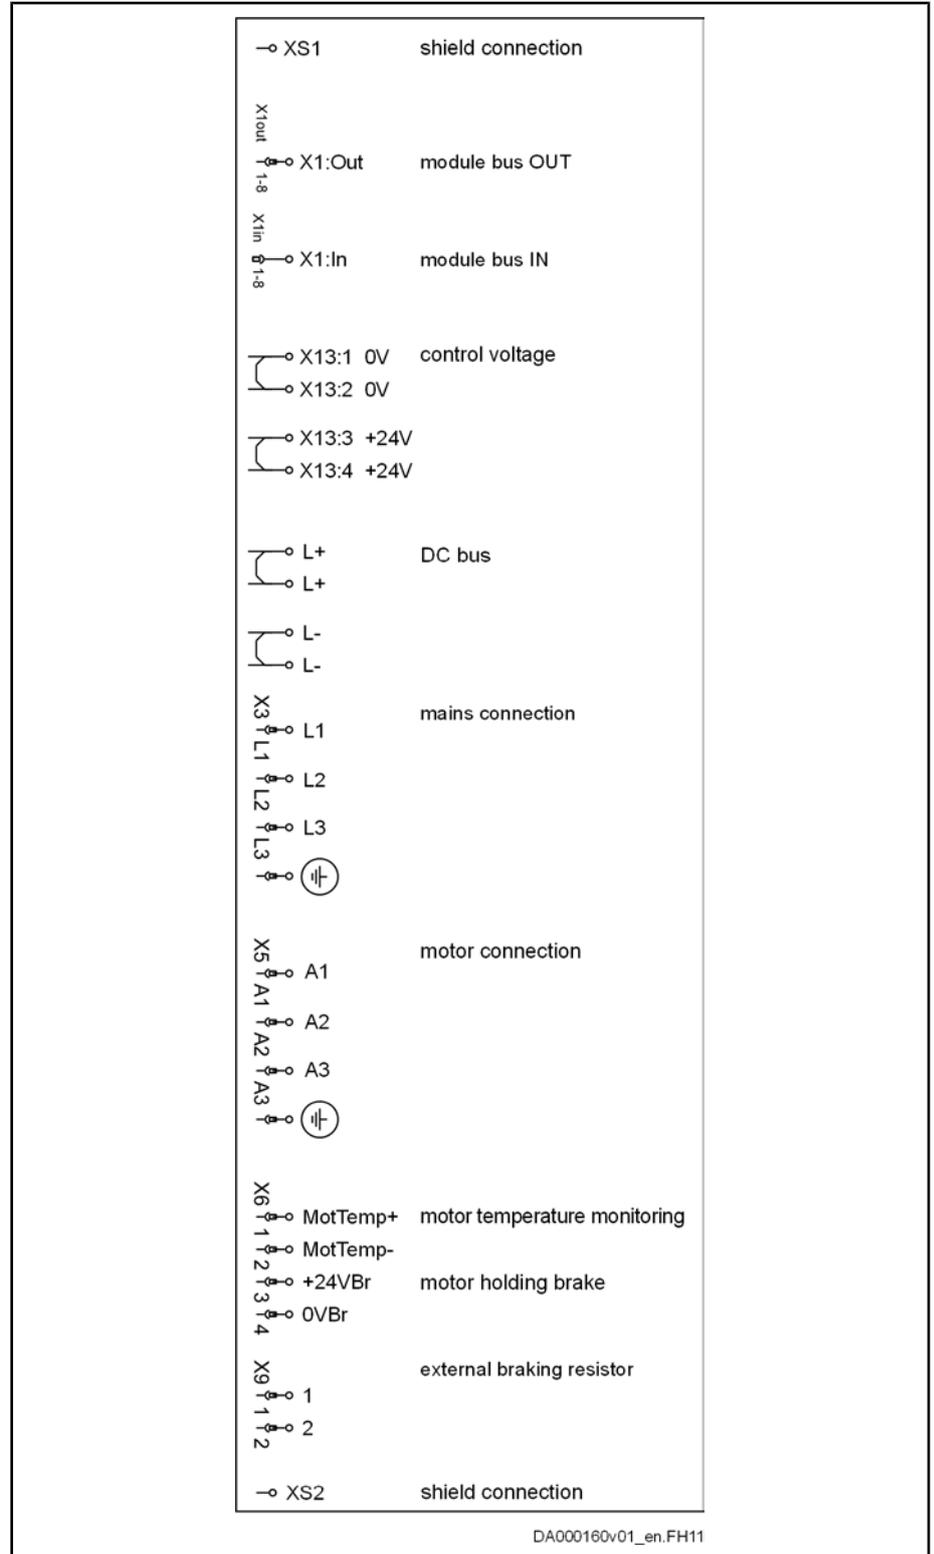 XS1 shield connection
X1out
X1:Out module bus OUT
1-8
X1in
X1:In module bus IN
1-8
X13:1 0V control voltage
X13:2 0V
X13:3 +24V
X13:4 +24V
L+ DC bus
L+
L-
L-
X3 mains connection
L1
L1
L2
L2
L3
L3
X5 motor connection
A1
A1
A2
A2
A3
A3
X6
MotTemp+ motor temperature monitoring
1
MotTemp-
2
+24VBr motor holding brake
3
0VBr
4
X9 external braking resistor
1
1
2
2
XS2 shield connection
DA000160v01_en.FH11